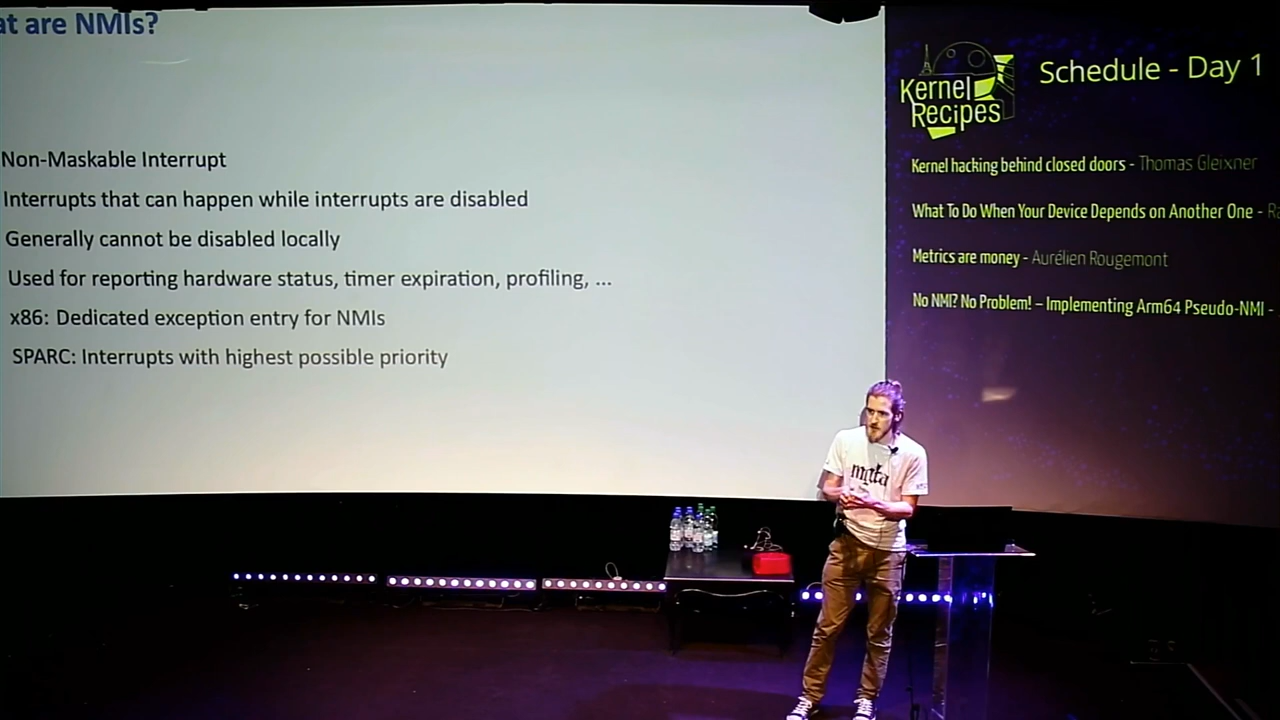 at are NMIs?
Non-Maskable Interrupt
Interrupts that can happen while interrupts are disabled
Generally cannot be disabled locally
Used for reporting hardware status, timer expiration, profiling, ...
x86: Dedicated exception entry for NMIs
SPARC: Interrupts with highest possible priority
Kernel
Recipes
Schedule - Day 1
Kernel hacking behind closed doors - Thomas Gleixner
What To Do When Your Device Depends on Another One - Ra
Metrics are money - Aurélien Rougemont
No NMI? No Problem! – Implementing Arm64 Pseudo-NMI -